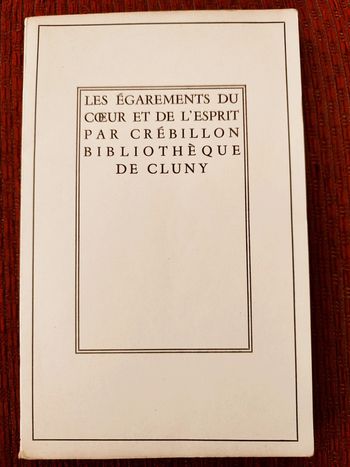 LES ÉGAREMENTS DU
CŒUR ET DE L'ESPRIT
PAR CRÉBILLON
BIBLIOTHÈQUE
DE CLUNY